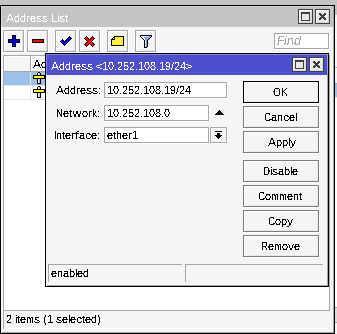 Address List
Find
Address <10.252.108.19/24>
Address: 10.252.108.19/24
OK
Network: 10.252.108.0
Cancel
Interface: ether1
Apply
Disable
Comment
Copy
Remove
enabled
2 items (1 selected)